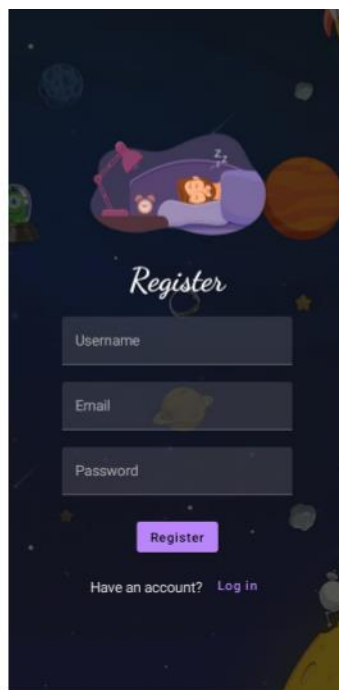 z z z
Register
Username
Email
Password
Register
Have an account? Log in